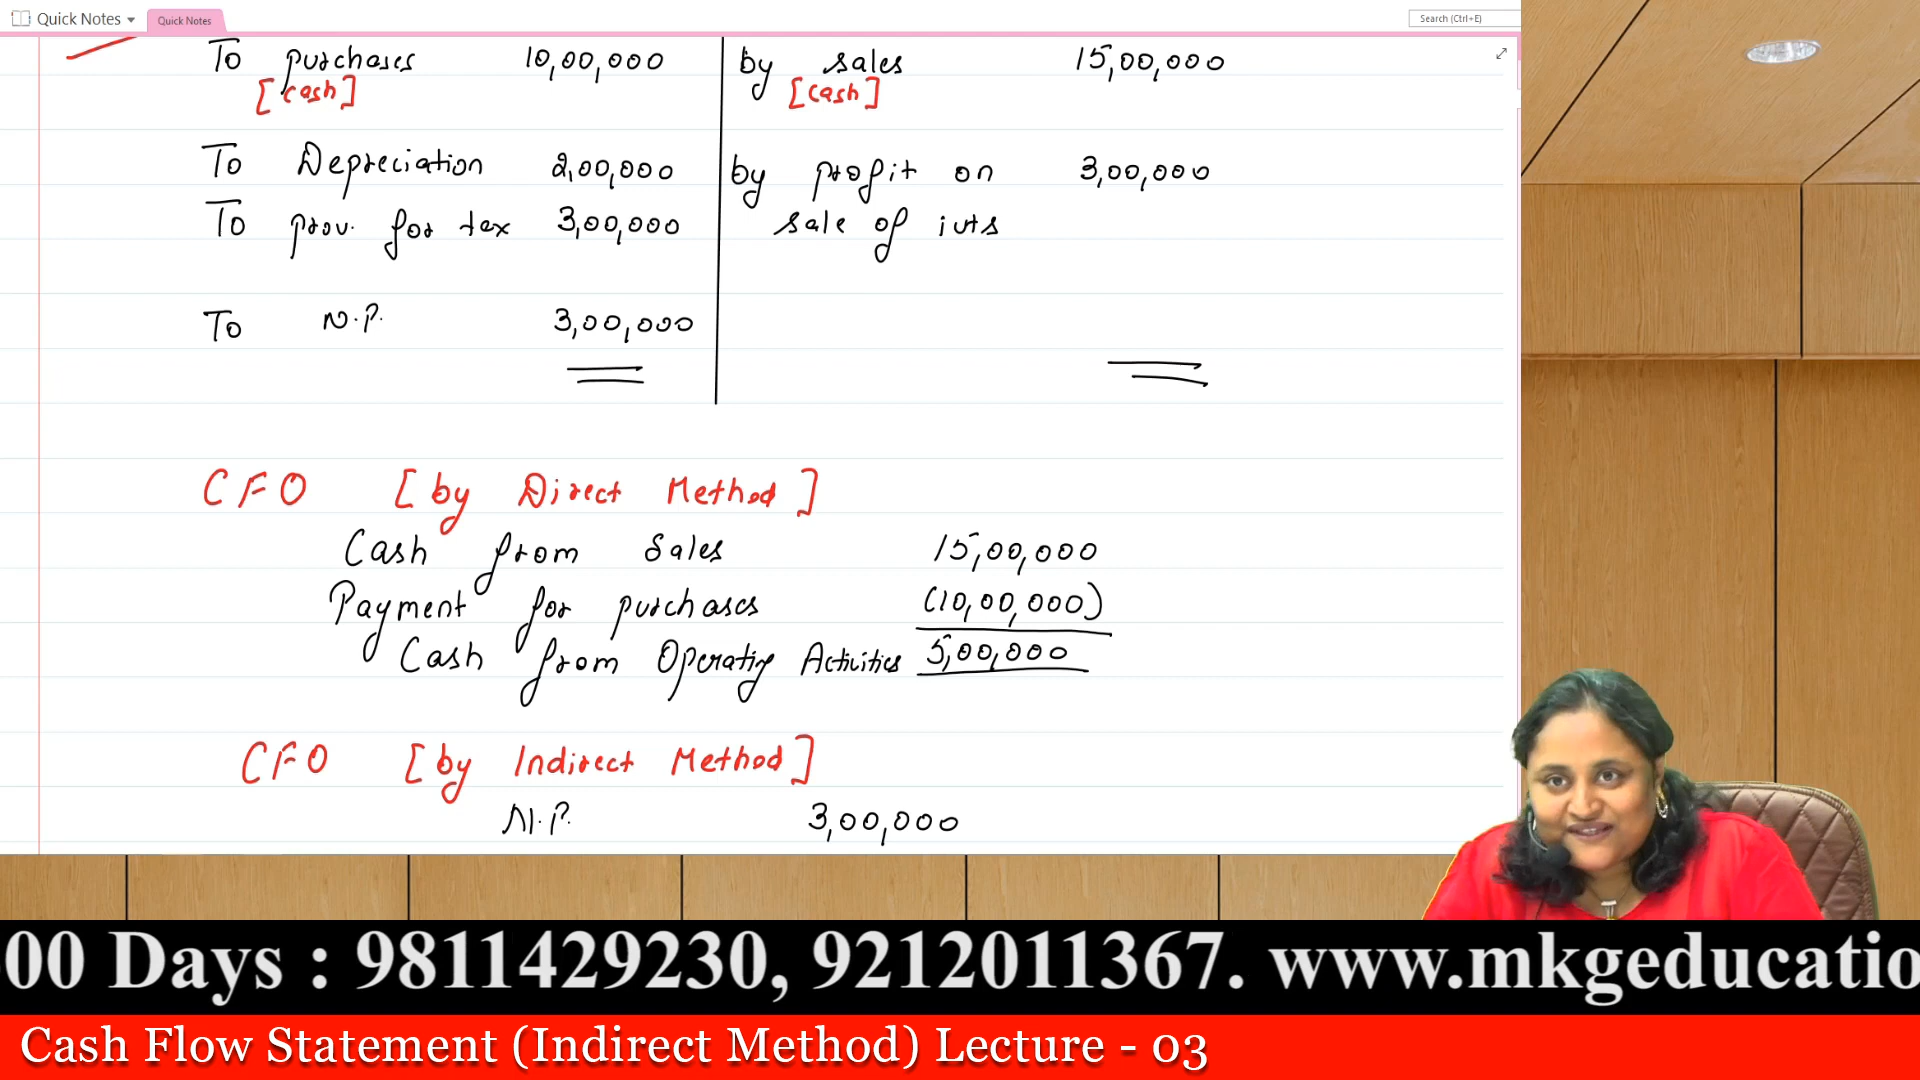 Quick Notes
Quick Notes
Search (Ctrl+E)
To purchases 10,00,000 by sales 15,00,000
[cash] [cash]
To Depreciation 2,00,000 by profit on 3,00,000
To prov. for tax 3,00,000 sale of ivts
To N.P. 3,00,000
CFO [by Direct Method]
Cash from Sales 15,00,000
Payment for purchases (10,00,000)
Cash from Operating Activities 5,00,000
CFO [by Indirect Method]
N.P. 3,00,000
00 Days : 9811429230, 9212011367. www.mkgeducatio
Cash Flow Statement (Indirect Method) Lecture - 03